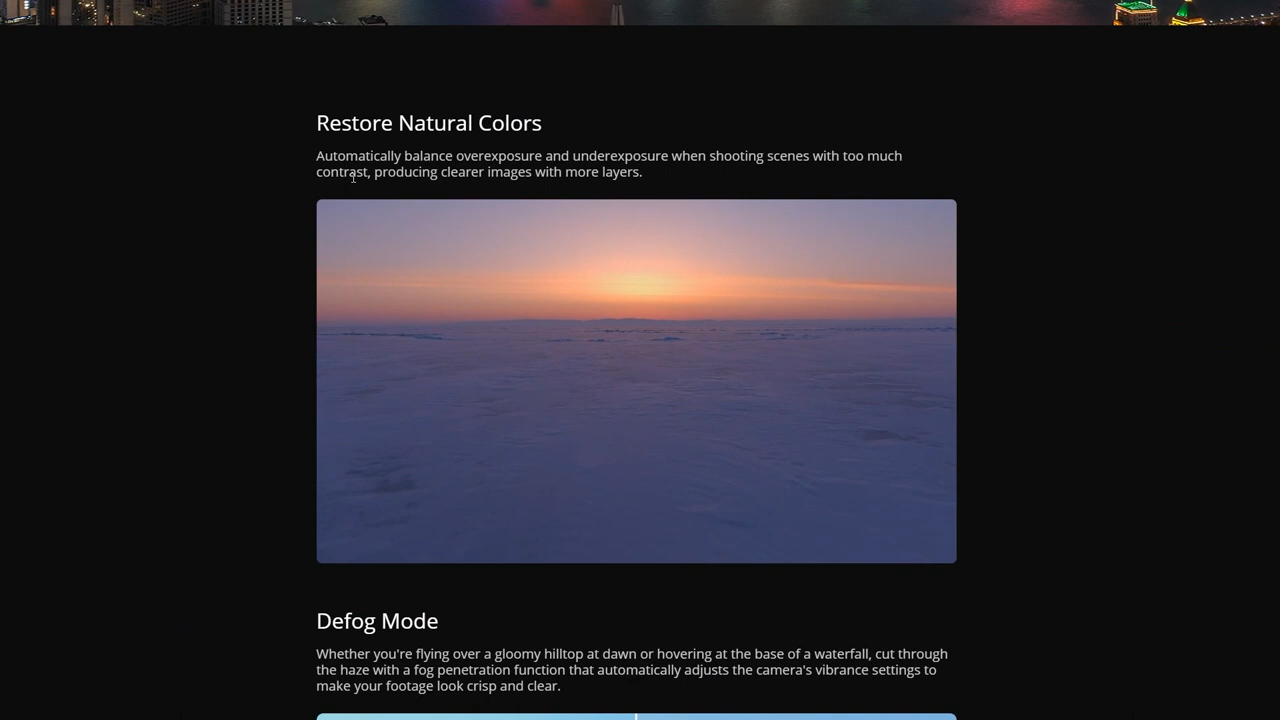 Restore Natural Colors
Automatically balance overexposure and underexposure when shooting scenes with too much
contrast, producing clearer images with more layers.
Defog Mode
Whether you're flying over a gloomy hilltop at dawn or hovering at the base of a waterfall, cut through
the haze with a fog penetration function that automatically adjusts the camera's vibrance settings to
make your footage look crisp and clear.